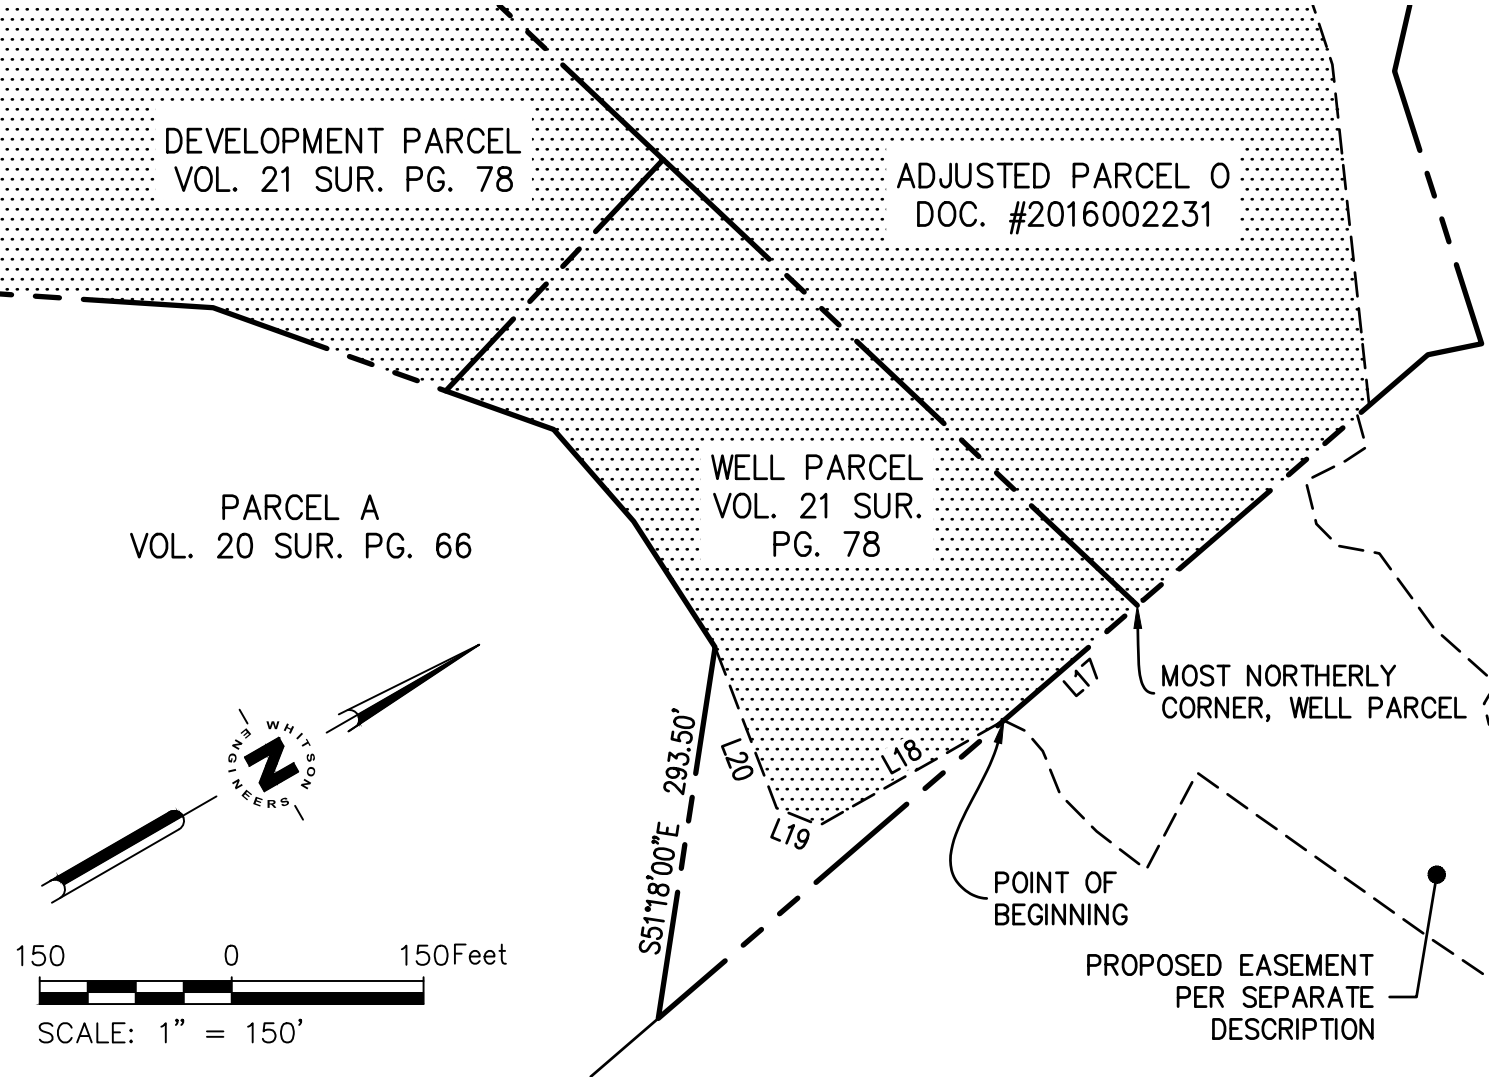 DEVELOPMENT PARCEL
VOL. 21 SUR. PG. 78
ADJUSTED PARCEL O
DOC. #2016002231
WELL PARCEL
VOL. 21 SUR.
PG. 78
PARCEL A
VOL. 20 SUR. PG. 66
L17
MOST NORTHERLY
CORNER, WELL PARCEL
L18
L20
L19
S51°18'00"E 293.50'
WHITSON
ENGINEERS
N
POINT OF
BEGINNING
PROPOSED EASEMENT
PER SEPARATE
DESCRIPTION
150 0 150 Feet
SCALE: 1" = 150'